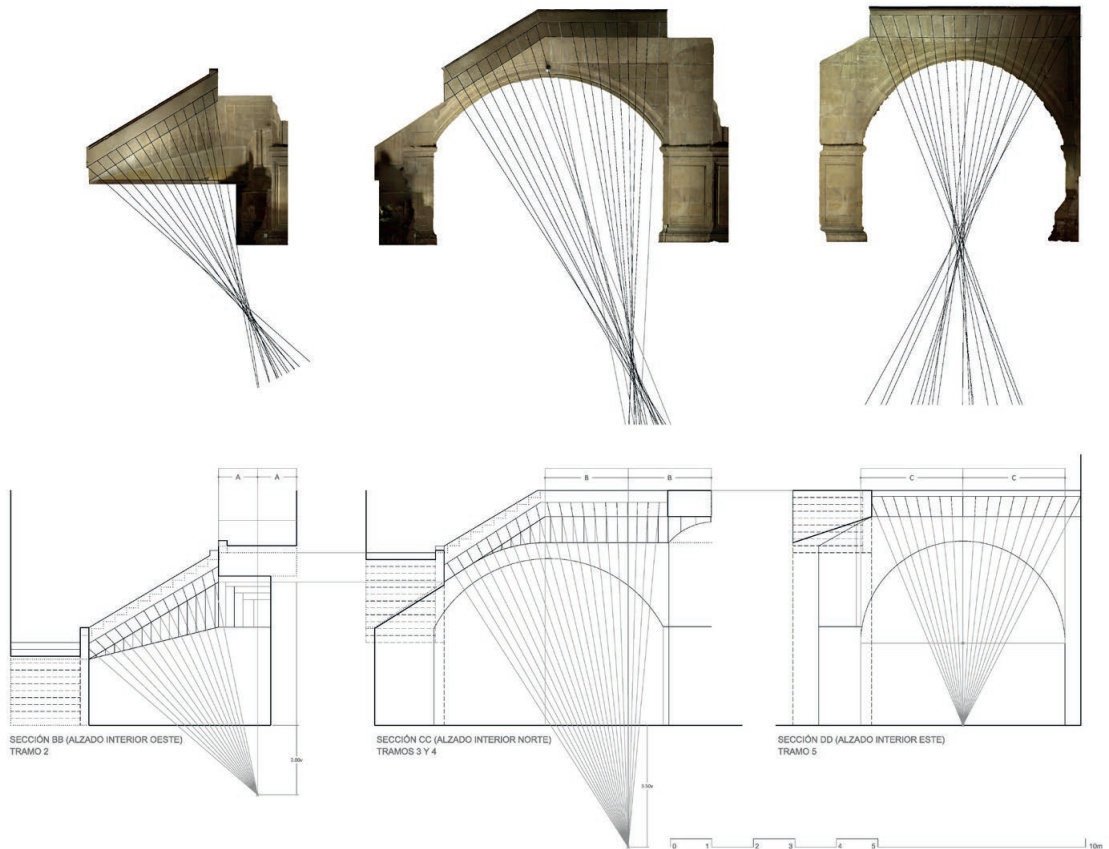 A A
B B
C C
SECCIÓN BB (ALZADO INTERIOR OESTE)
TRAMO 2
SECCIÓN CC (ALZADO INTERIOR NORTE)
TRAMOS 3 Y 4
SECCIÓN DD (ALZADO INTERIOR ESTE)
TRAMO 5
0 1 2 3 4 5 10m